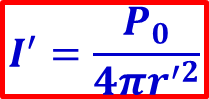 I′ = P₀ / 4πr′²